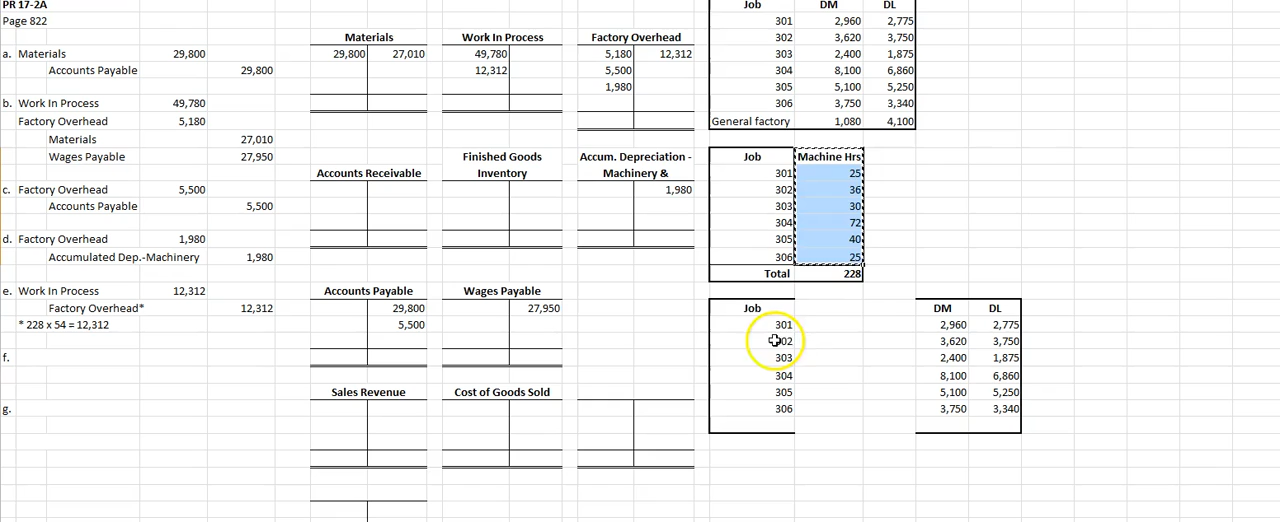 PR 17-2A
Page 822
a. Materials 29,800
Accounts Payable 29,800
b. Work In Process 49,780
Factory Overhead 5,180
Materials 27,010
Wages Payable 27,950
c. Factory Overhead 5,500
Accounts Payable 5,500
d. Factory Overhead 1,980
Accumulated Dep.-Machinery 1,980
e. Work In Process 12,312
Factory Overhead* 12,312
* 228 x 54 = 12,312
f.
g.
Materials
29,800 27,010
Work In Process
49,780
12,312
Factory Overhead
5,180 12,312
5,500
1,980
Accounts Receivable
Finished Goods
Inventory
Accum. Depreciation -
Machinery &
1,980
Accounts Payable
29,800
5,500
Wages Payable
27,950
Sales Revenue
Cost of Goods Sold
Job DM DL
301 2,960 2,775
302 3,620 3,750
303 2,400 1,875
304 8,100 6,860
305 5,100 5,250
306 3,750 3,340
General factory 1,080 4,100
Job Machine Hrs
301 25
302 36
303 30
304 72
305 40
306 25
Total 228
Job DM DL
301 2,960 2,775
302 3,620 3,750
303 2,400 1,875
304 8,100 6,860
305 5,100 5,250
306 3,750 3,340